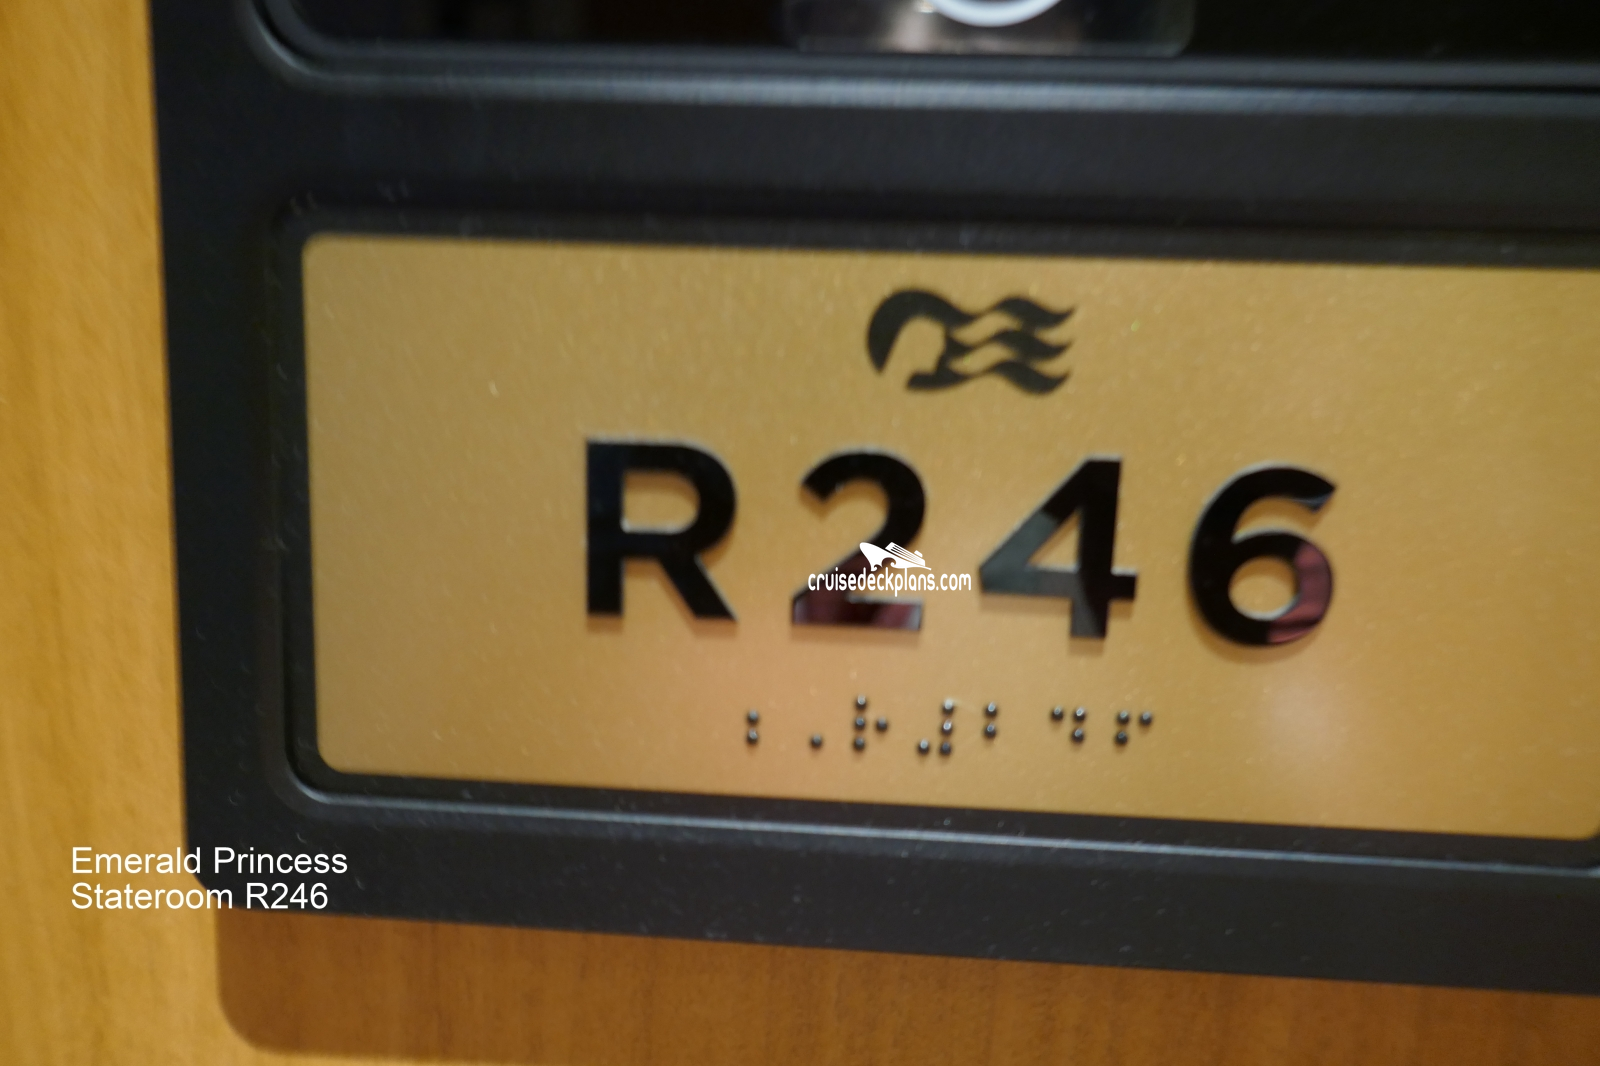 R246
cruisedeckplans.com
Emerald Princess
Stateroom R246